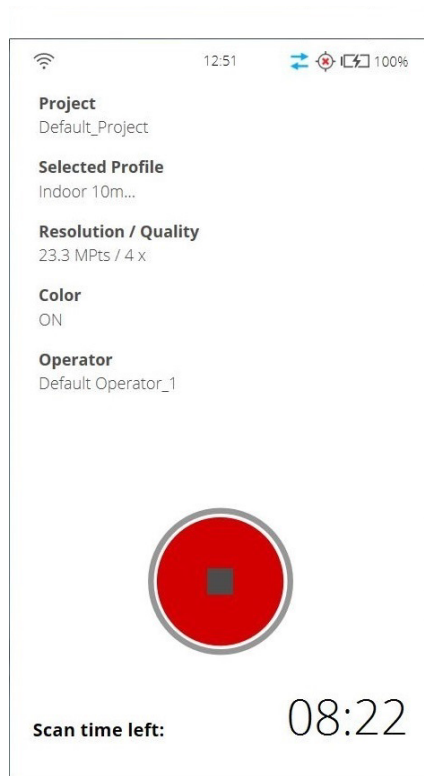 12:51 100%
Project
Default_Project
Selected Profile
Indoor 10m...
Resolution / Quality
23.3 MPts / 4 x
Color
ON
Operator
Default Operator_1
Scan time left: 08:22